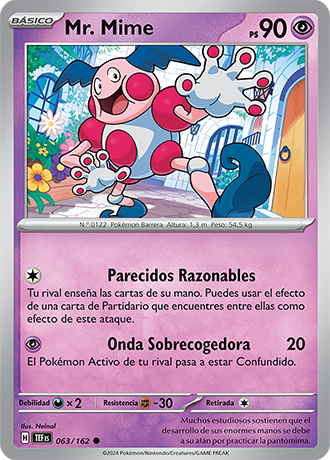 BÁSICO Mr. Mime PS 90
N.º 0122 Pokémon Barrera Altura: 1,3 m Peso: 54,5 kg
Parecidos Razonables
Tu rival enseña las cartas de su mano. Puedes usar el efecto
de una carta de Partidario que encuentres entre ellas como
efecto de este ataque.
Onda Sobrecogedora 20
El Pokémon Activo de tu rival pasa a estar Confundido.
Debilidad ×2 Resistencia -30 Retirada
Ilus. Nelnal
H TEF ES 063/162
Muchos estudiosos sostienen que el
desarrollo de sus enormes manos se debe
a su afán por practicar la pantomima.
©2024 Pokémon/Nintendo/Creatures/GAME FREAK